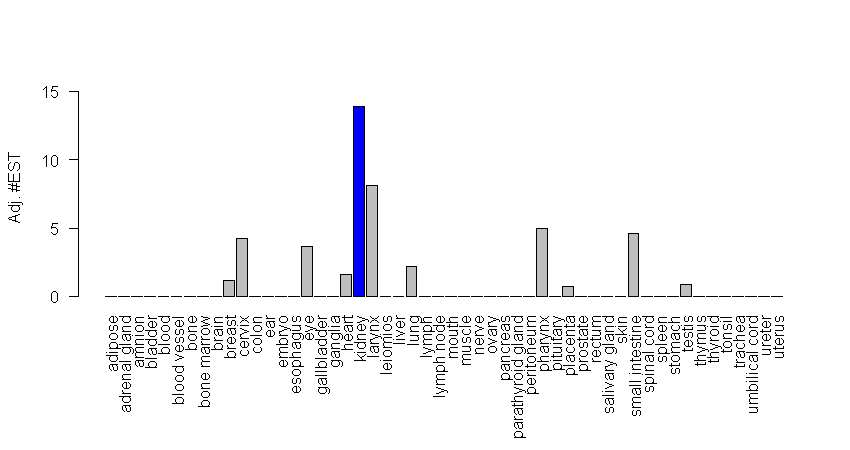 15
10
5
0
Adj. #EST
adipose
adrenal gland
amnion
bladder
blood
blood vessel
bone
bone marrow
brain
breast
cervix
colon
ear
embryo
esophagus
eye
gallbladder
ganglia
heart
kidney
larynx
leiomios
liver
lung
lymph
lymph node
mouth
muscle
nerve
ovary
pancreas
parathyroid gland
peritoneum
pharynx
pituitary
placenta
prostate
rectum
salivary gland
skin
small intestine
spinal cord
spleen
stomach
testis
thymus
thyroid
tonsil
trachea
umbilical cord
ureter
uterus